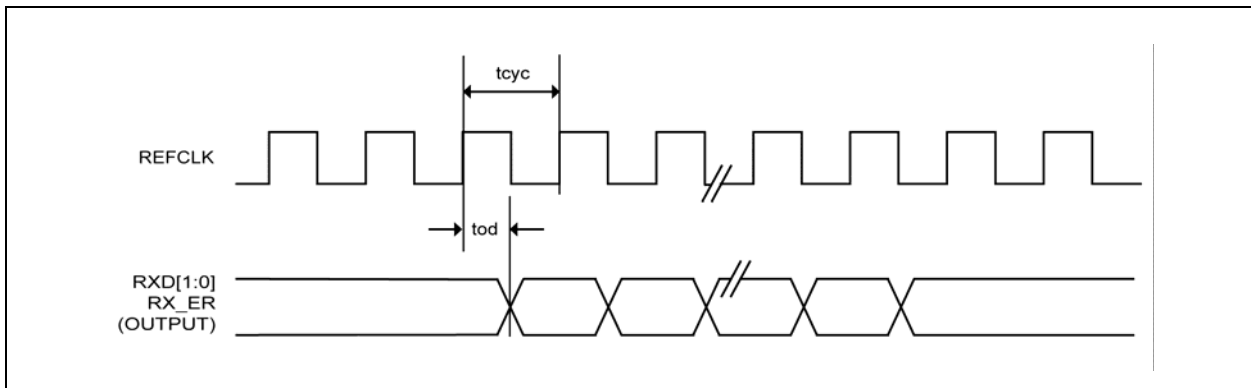 tcyc
REFCLK
tod
RXD[1:0]
RX_ER
(OUTPUT)